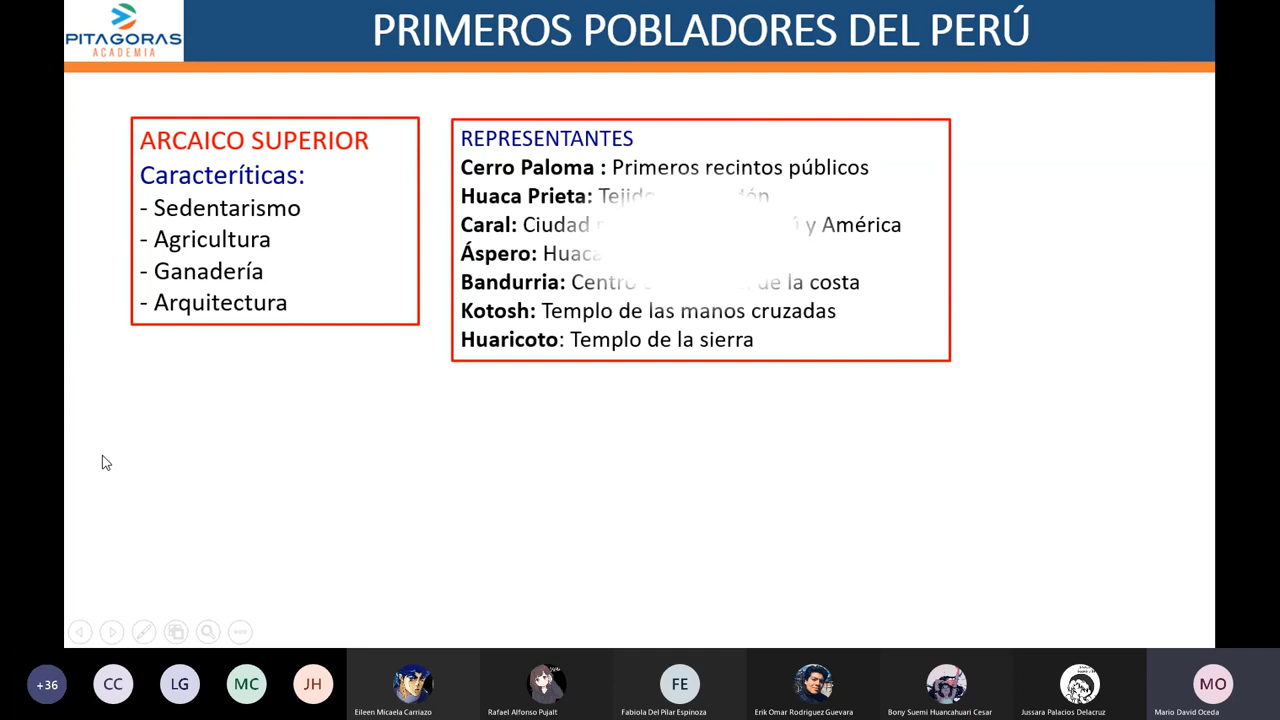 PITAGORAS
ACADEMIA
PRIMEROS POBLADORES DEL PERÚ
ARCAICO SUPERIOR
Caracteríticas:
- Sedentarismo
- Agricultura
- Ganadería
- Arquitectura
REPRESENTANTES
Cerro Paloma : Primeros recintos públicos
Huaca Prieta:
Caral: Ciudad y América
Áspero: Huaca
Bandurria: Centro de la costa
Kotosh: Templo de las manos cruzadas
Huaricoto: Templo de la sierra
+36
CC
LG
MC
JH
FE
MO
Eileen Micaela Carriazo
Rafael Alfonso Pujalt
Fabiola Del Pilar Espinoza
Erik Omar Rodriguez Guevara
Bony Suemi Huancahuari Cesar
Jussara Palacios Delacruz
Mario David Oceda